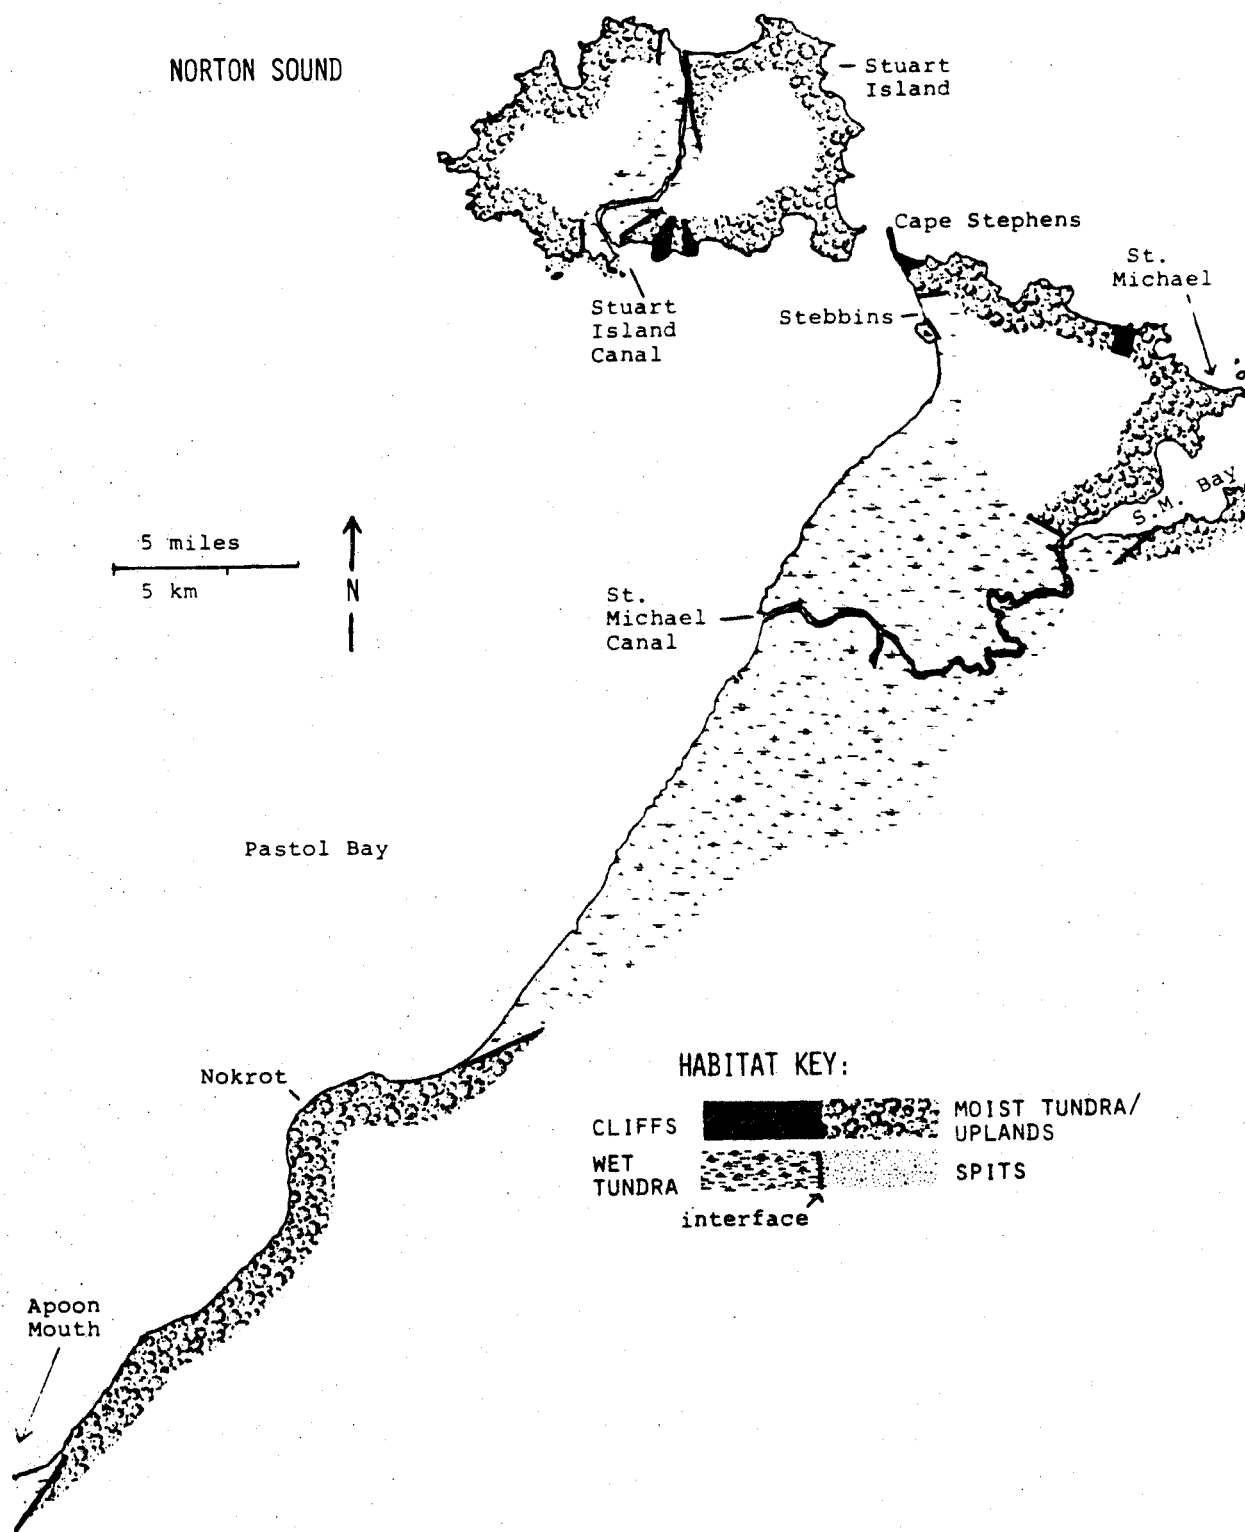 NORTON SOUND
Stuart
Island
Cape Stephens
St.
Michael
Stuart
Island
Canal
Stebbins
S.M. Bay
5 miles
5 km
N
St.
Michael
Canal
Pastol Bay
Nokrot
HABITAT KEY:
CLIFFS
MOIST TUNDRA/
UPLANDS
WET
TUNDRA
SPITS
interface
Apoon
Mouth